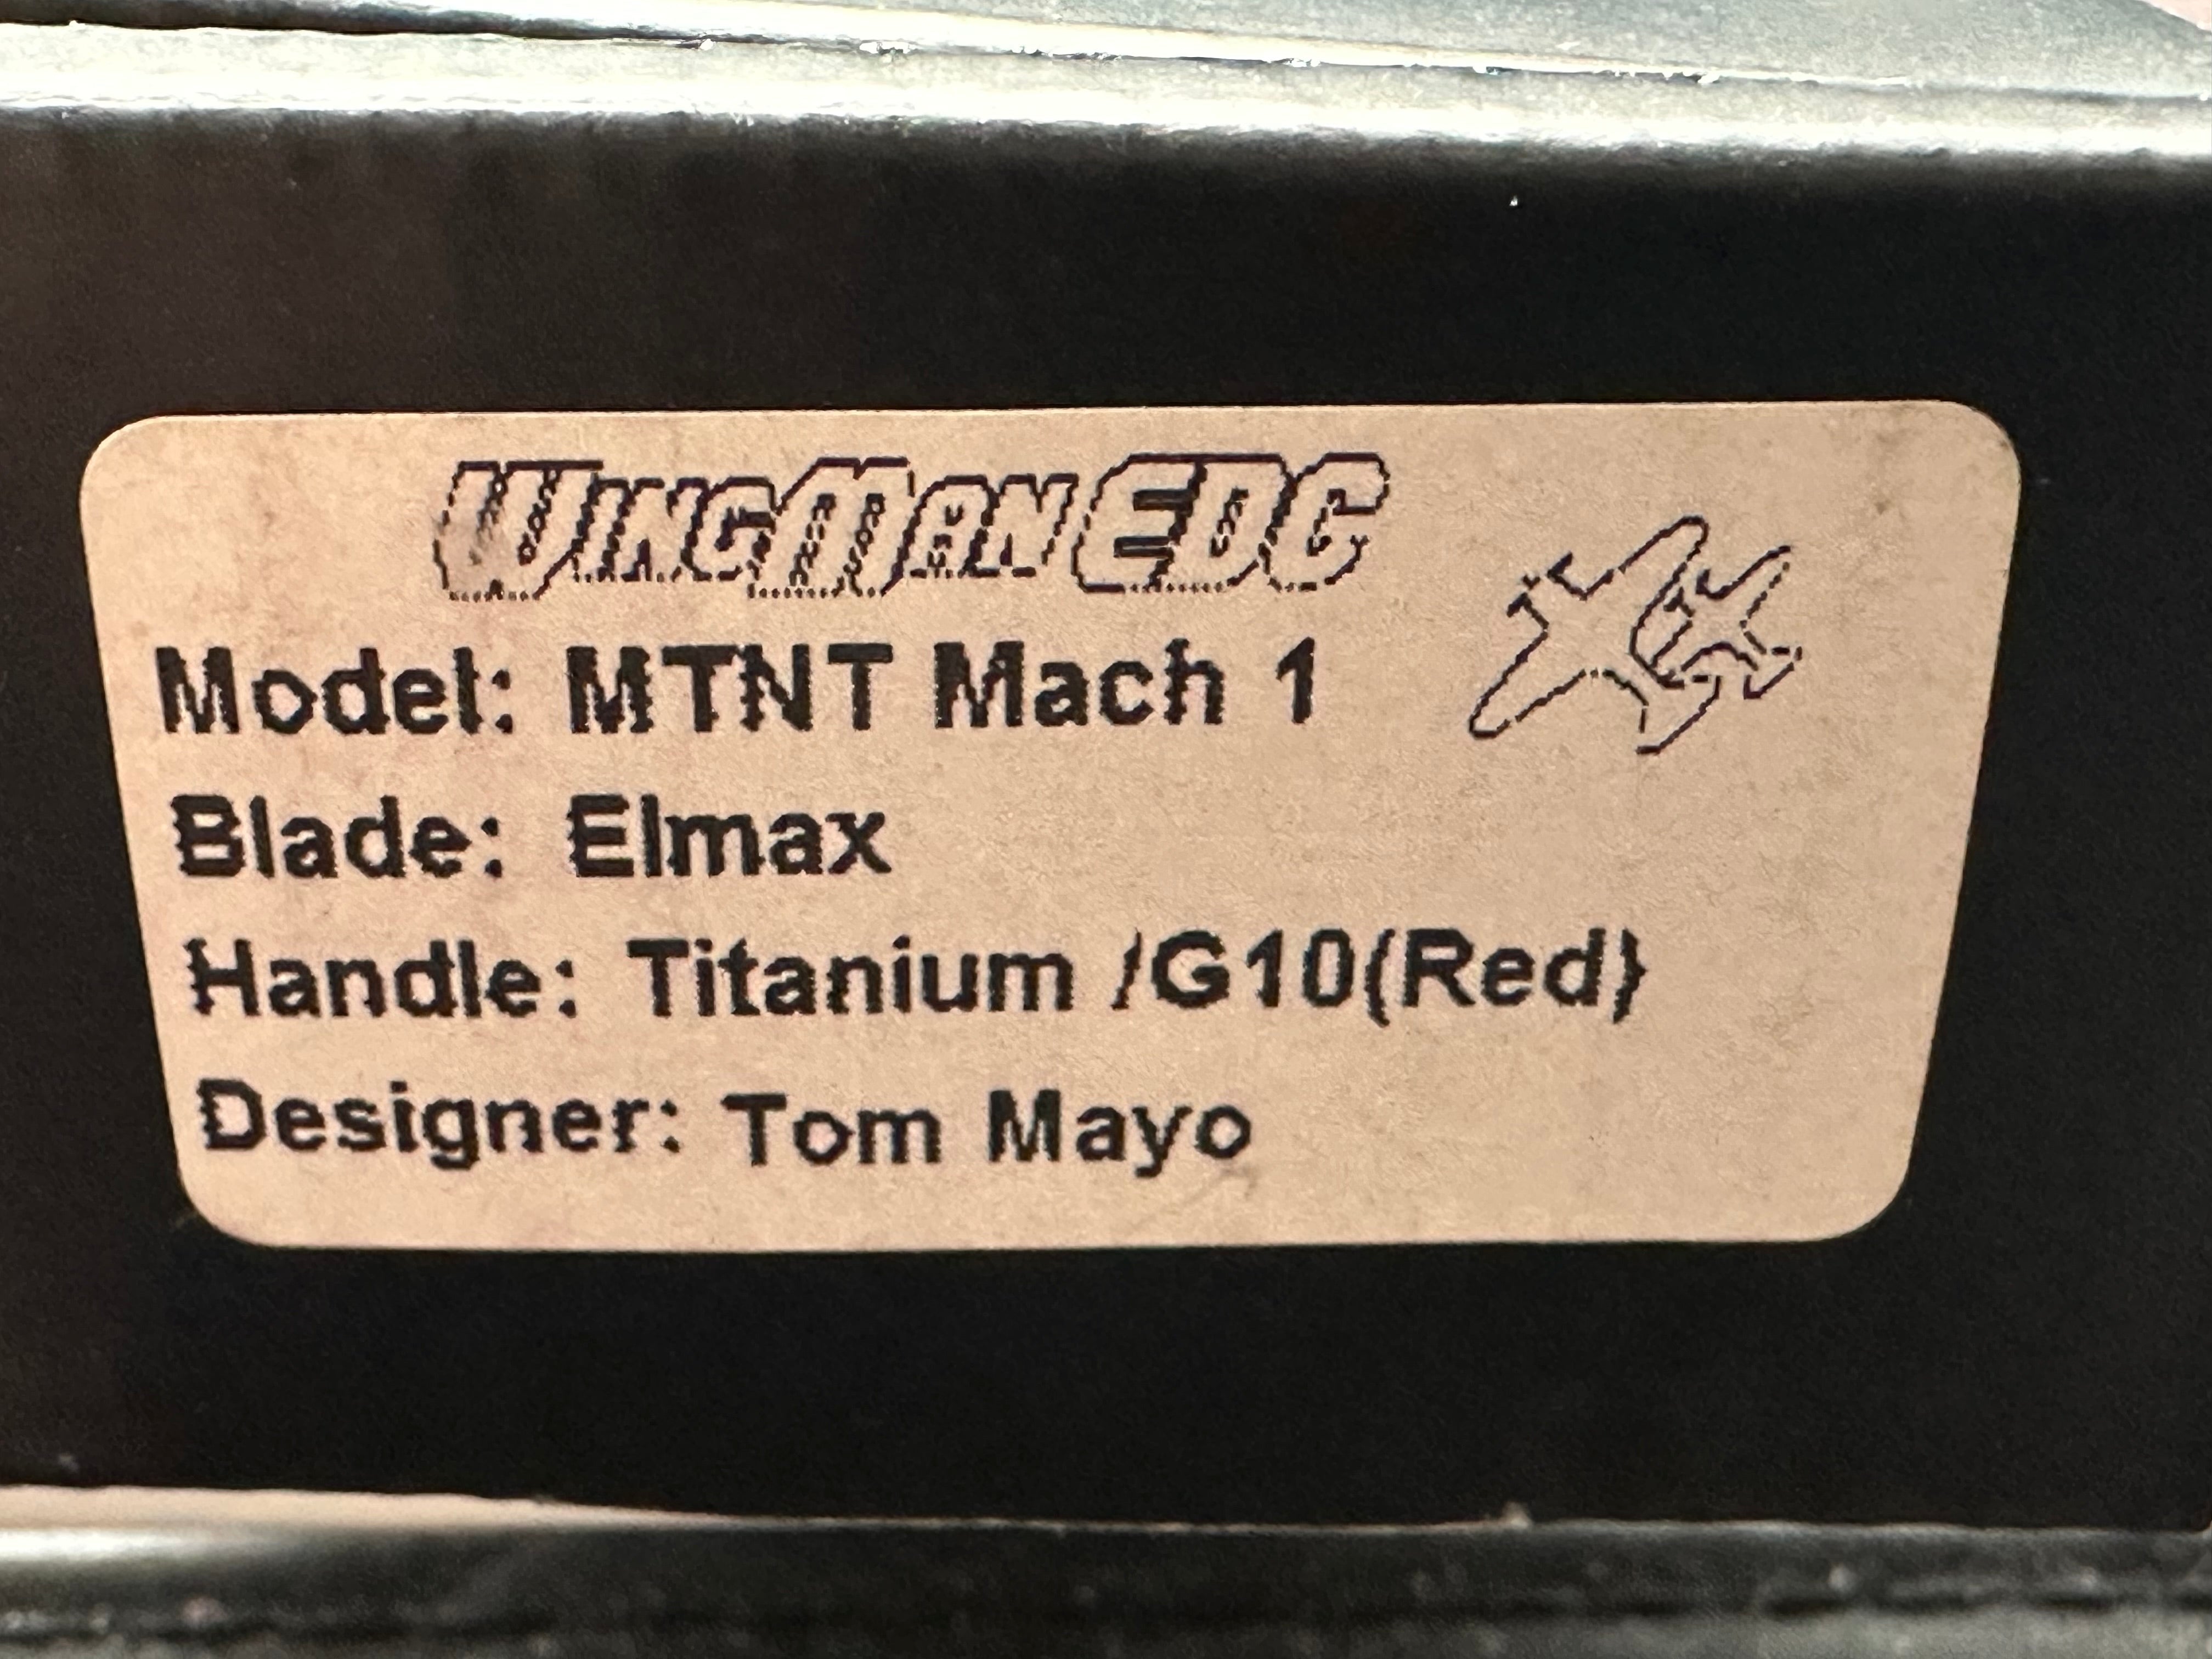 WINGMAN EDC
Model: MTNT Mach 1
Blade: Elmax
Handle: Titanium /G10(Red)
Designer: Tom Mayo